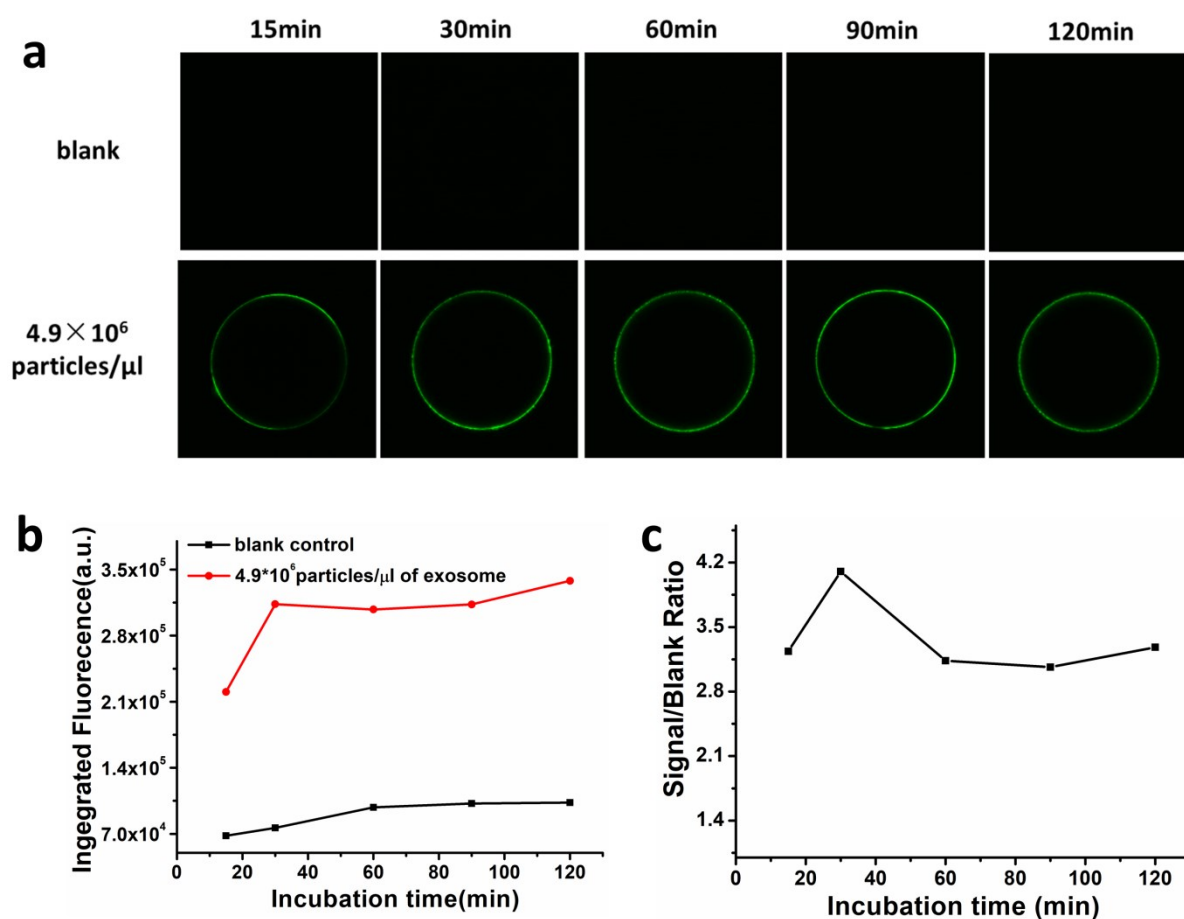 a
15min 30min 60min 90min 120min
blank
4.9×10⁶
particles/μl
b
Ingegrated Fluorecence(a.u.)
3.5x10⁵
2.8x10⁵
2.1x10⁵
1.4x10⁵
7.0x10⁴
blank control
4.9*10⁶particles/μl of exosome
0 20 40 60 80 100 120
Incubation time(min)
c
Signal/Blank Ratio
4.2
3.5
2.8
2.1
1.4
0 20 40 60 80 100 120
Incubation time (min)